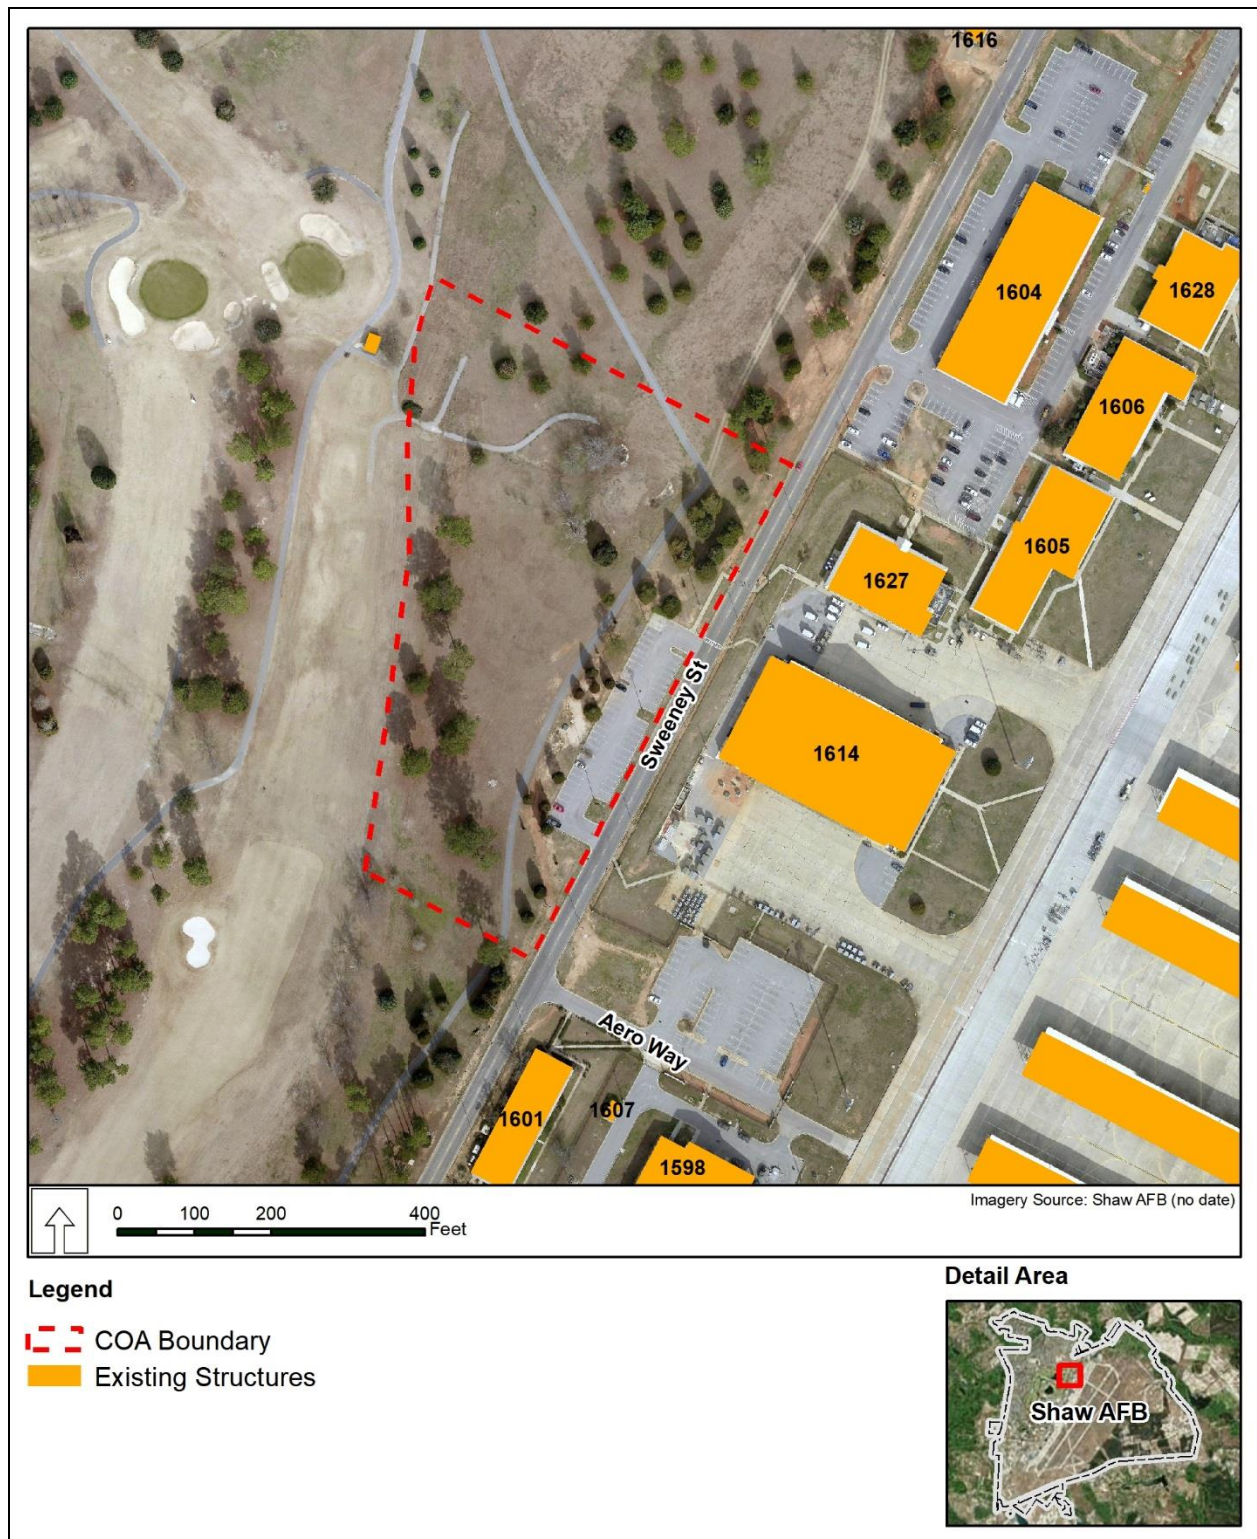 1616
1604
1628
1606
1605
1627
Sweeney St
1614
Aero Way
1601
1607
1598
Imagery Source: Shaw AFB (no date)
0 100 200 400
Feet
Legend
COA Boundary
Existing Structures
Detail Area
Shaw AFB